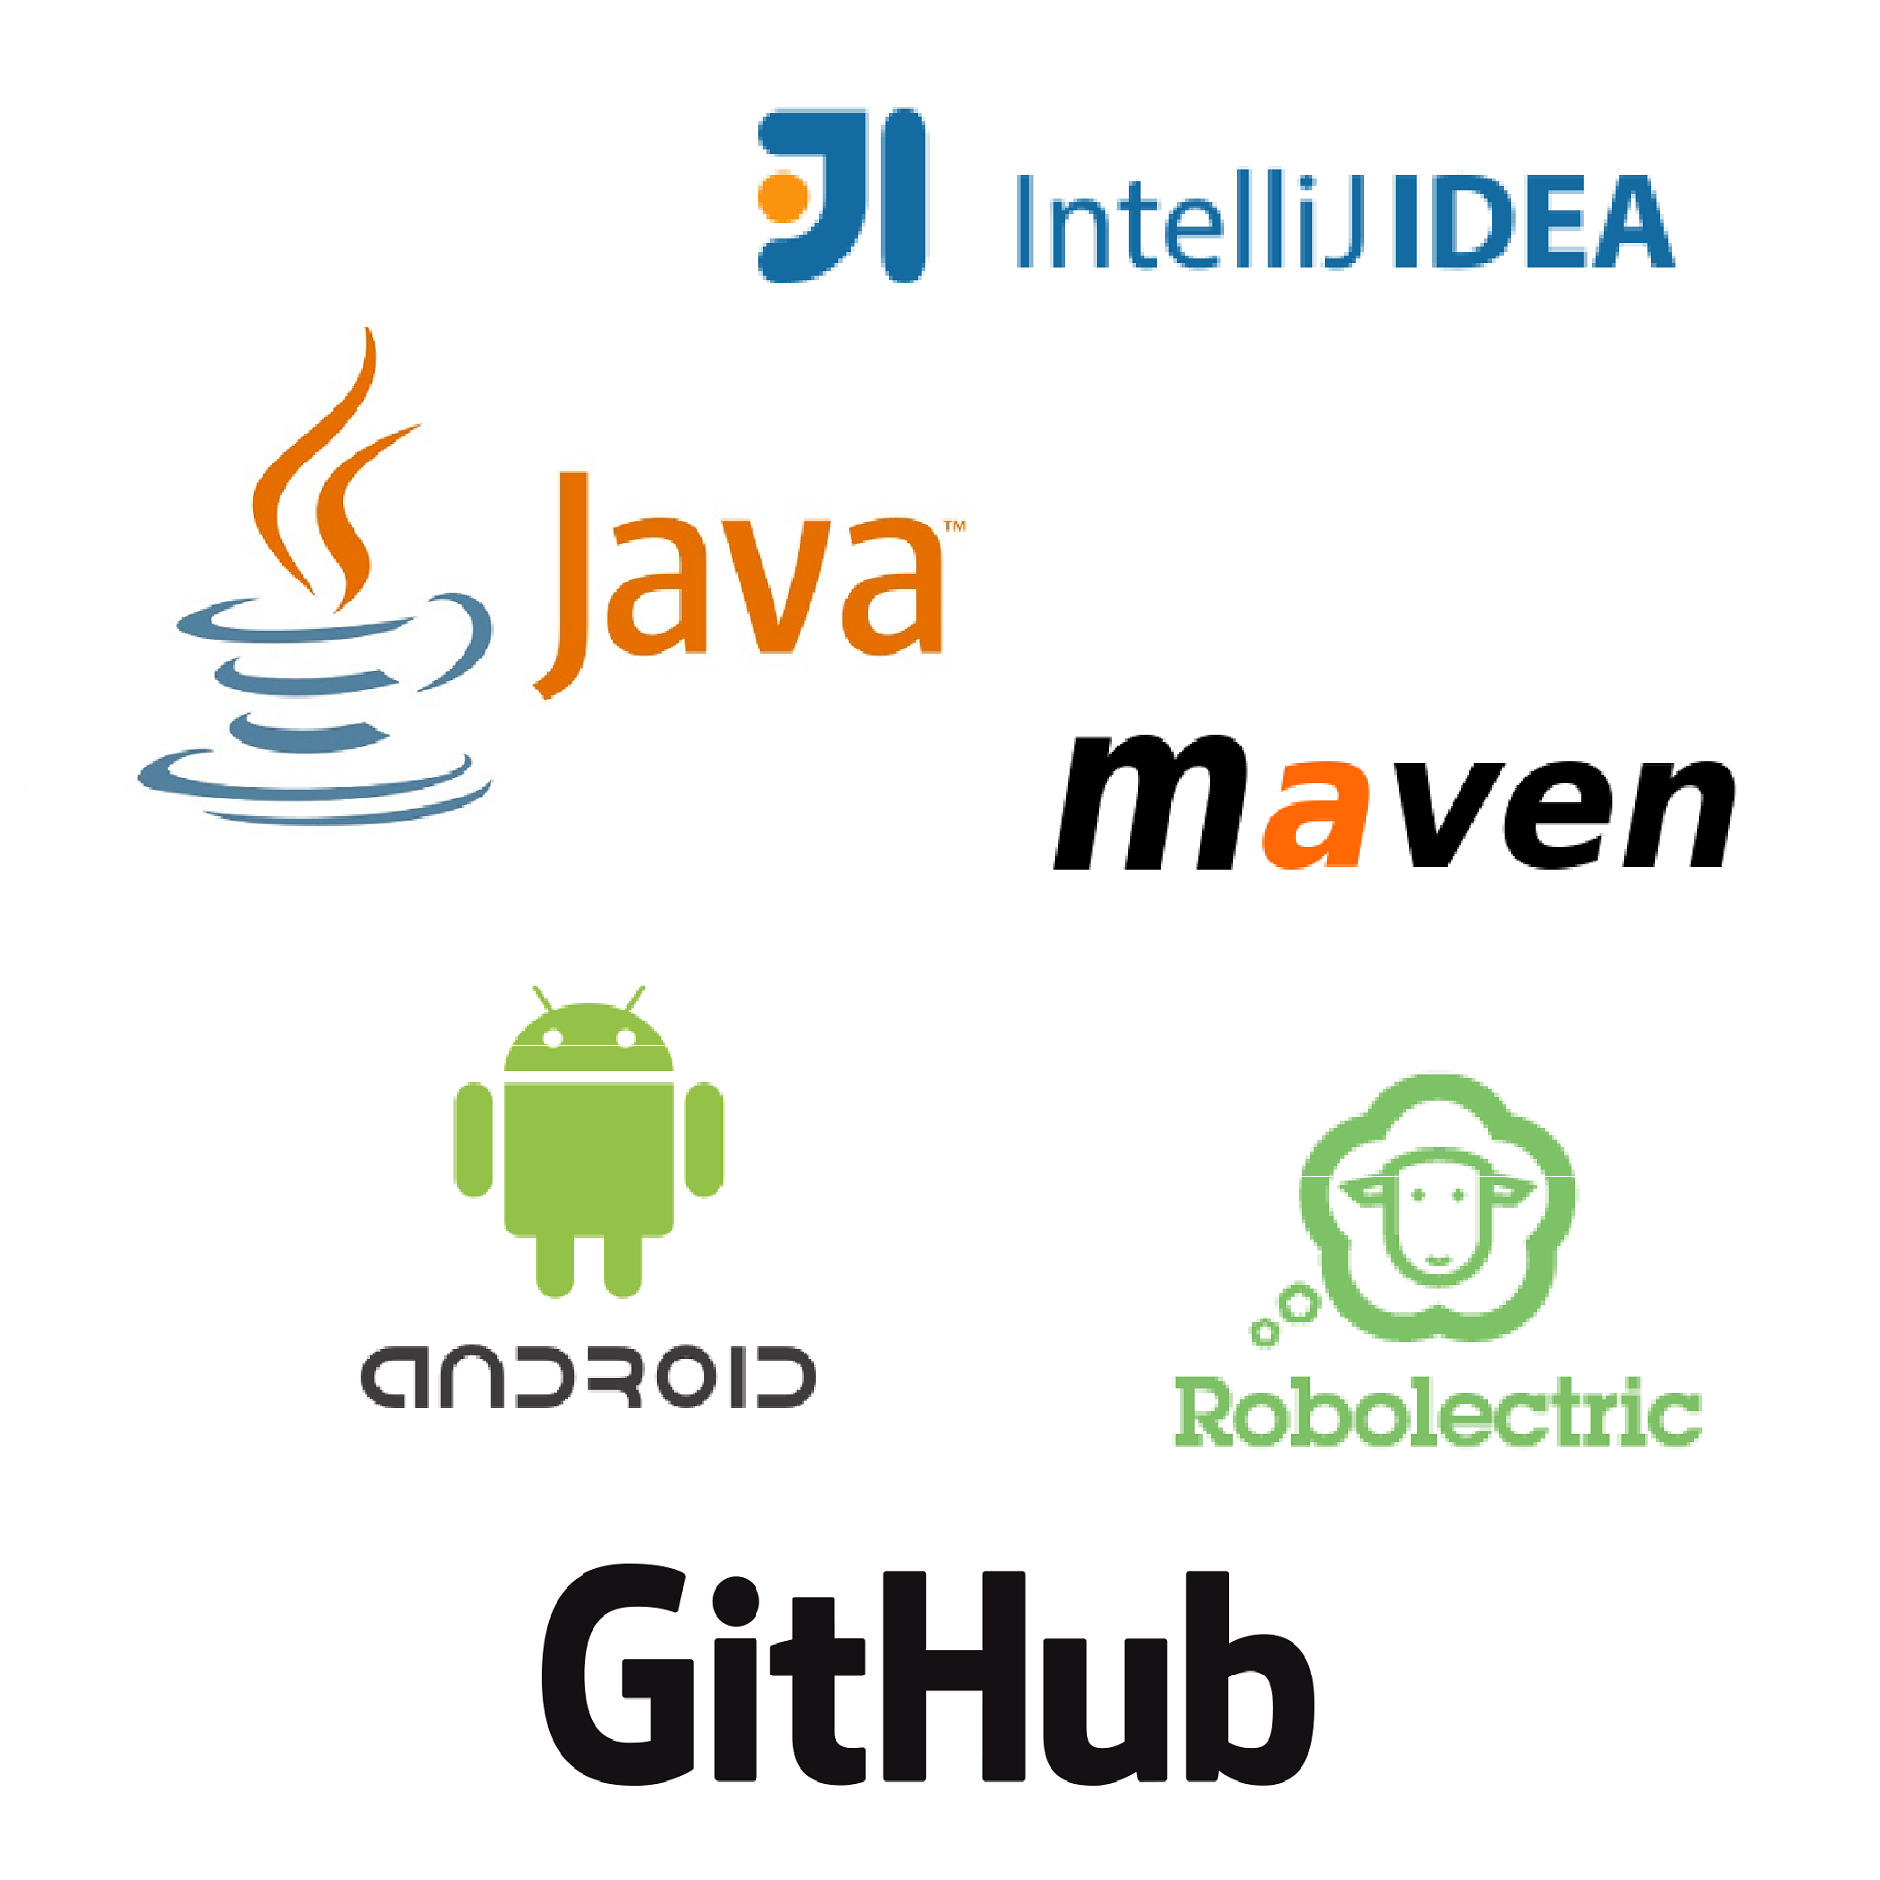 IntelliJ IDEA
Java™
maven
android
Robolectric
GitHub